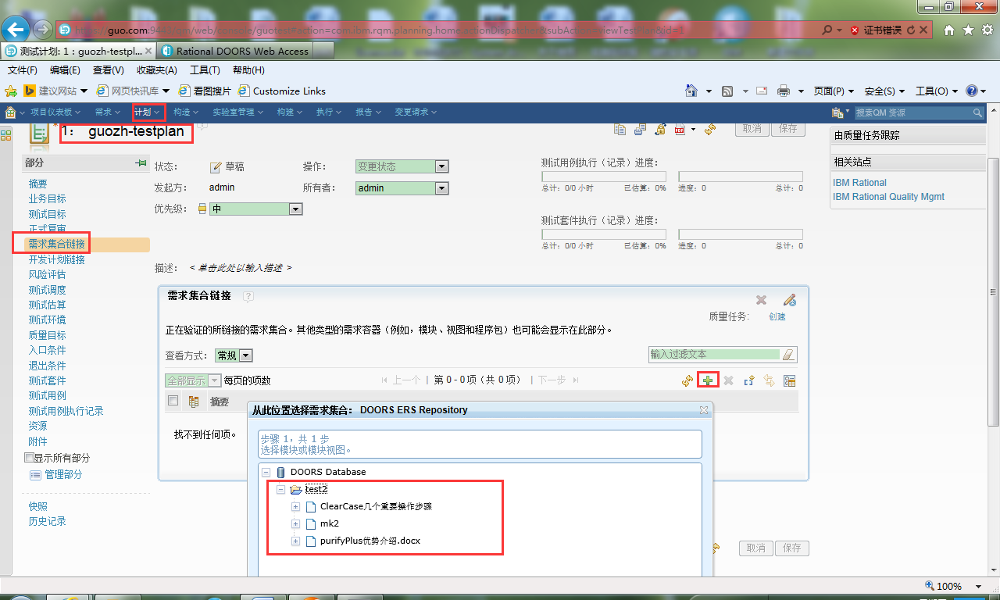 https://guo.com:9443/qm/web/console/guotest#action=com.ibm.rqm.planning.home.actionDispatcher&subAction=viewTestPlan&id=1
证书错误
测试计划: 1 : guozh-testpl...
Rational DOORS Web Access
文件(F) 编辑(E) 查看(V) 收藏夹(A) 工具(T) 帮助(H)
建议网站 网页快讯库 看图搜片 Customize Links
页面(P) 安全(S) 工具(O)
项目仪表板 需求 计划 构造 实验室管理 构建 执行 报告 变更请求
搜索QM 资源
1： guozh-testplan
取消 保存
由质量任务跟踪
相关站点
IBM Rational
IBM Rational Quality Mgmt
部分
摘要
业务目标
测试目标
正式复审
需求集合链接
开发计划链接
风险评估
测试调度
测试估算
测试环境
质量目标
入口条件
退出条件
测试套件
测试用例
测试用例执行记录
资源
附件
显示所有部分
管理部分
快照
历史记录
状态： 草稿 操作： 变更状态
发起方： admin 所有者： admin
优先级： 中
测试用例执行（记录）进度：
总计：0/0 小时 已估算：0% 进度：0 总计：0
测试套件执行（记录）进度：
总计：0/0 小时 已估算：0% 进度：0 总计：0
描述： < 单击此处以输入描述 >
需求集合链接
质量任务: 创建
正在验证的所链接的需求集合。其他类型的需求容器（例如，模块、视图和程序包）也可能会显示在此部分。
查看方式： 常规 输入过滤文本
全部显示 每页的项数 上一个 | 第 0 - 0项（共 0 项） | 下一步
摘要
找不到任何项。
从此位置选择需求集合： DOORS ERS Repository
步骤 1，共 1 步
选择模块或模块视图。
DOORS Database
test2
ClearCase几个重要操作步骤
mk2
purifyPlus优势介绍.docx
取消 保存
100%